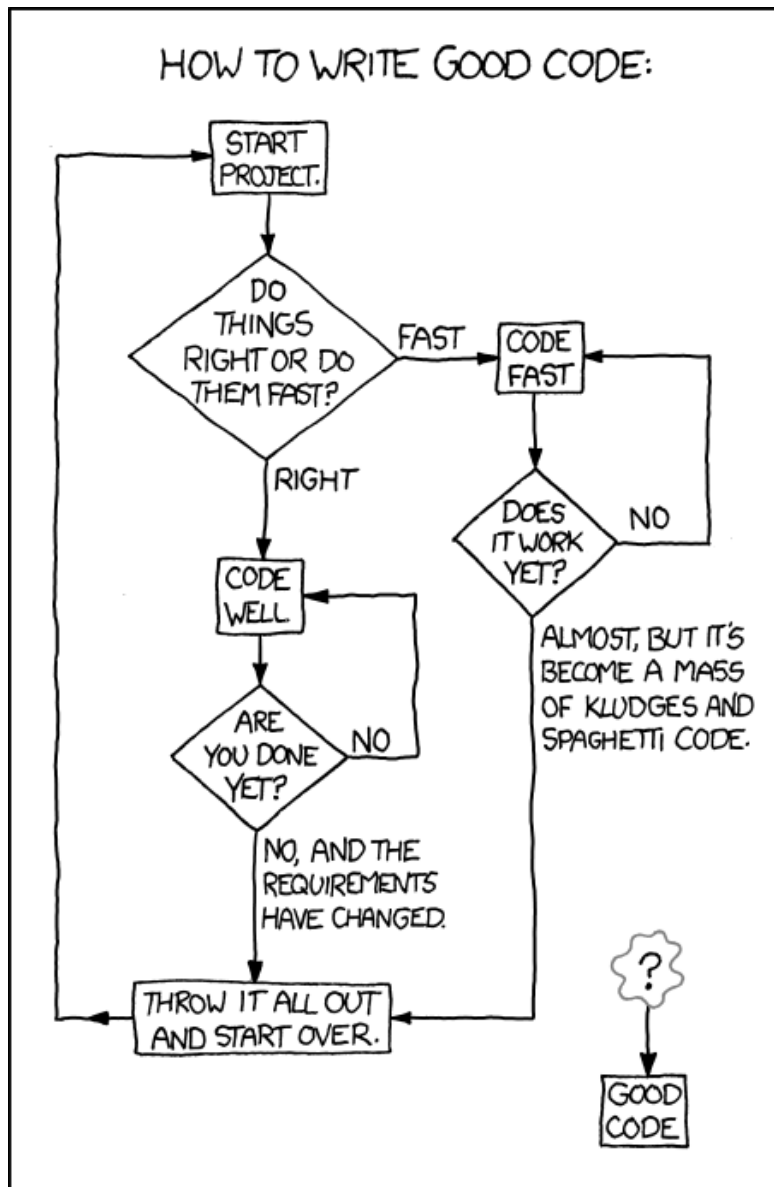 HOW TO WRITE GOOD CODE:
START
PROJECT.
DO
THINGS
RIGHT OR DO
THEM FAST?
FAST
CODE
FAST
RIGHT
DOES
IT WORK
YET?
NO
CODE
WELL
ALMOST, BUT IT'S
BECOME A MASS
OF KLUDGES AND
SPAGHETTI CODE.
ARE
YOU DONE
YET?
NO
NO, AND THE
REQUIREMENTS
HAVE CHANGED.
THROW IT ALL OUT
AND START OVER.
?
GOOD
CODE